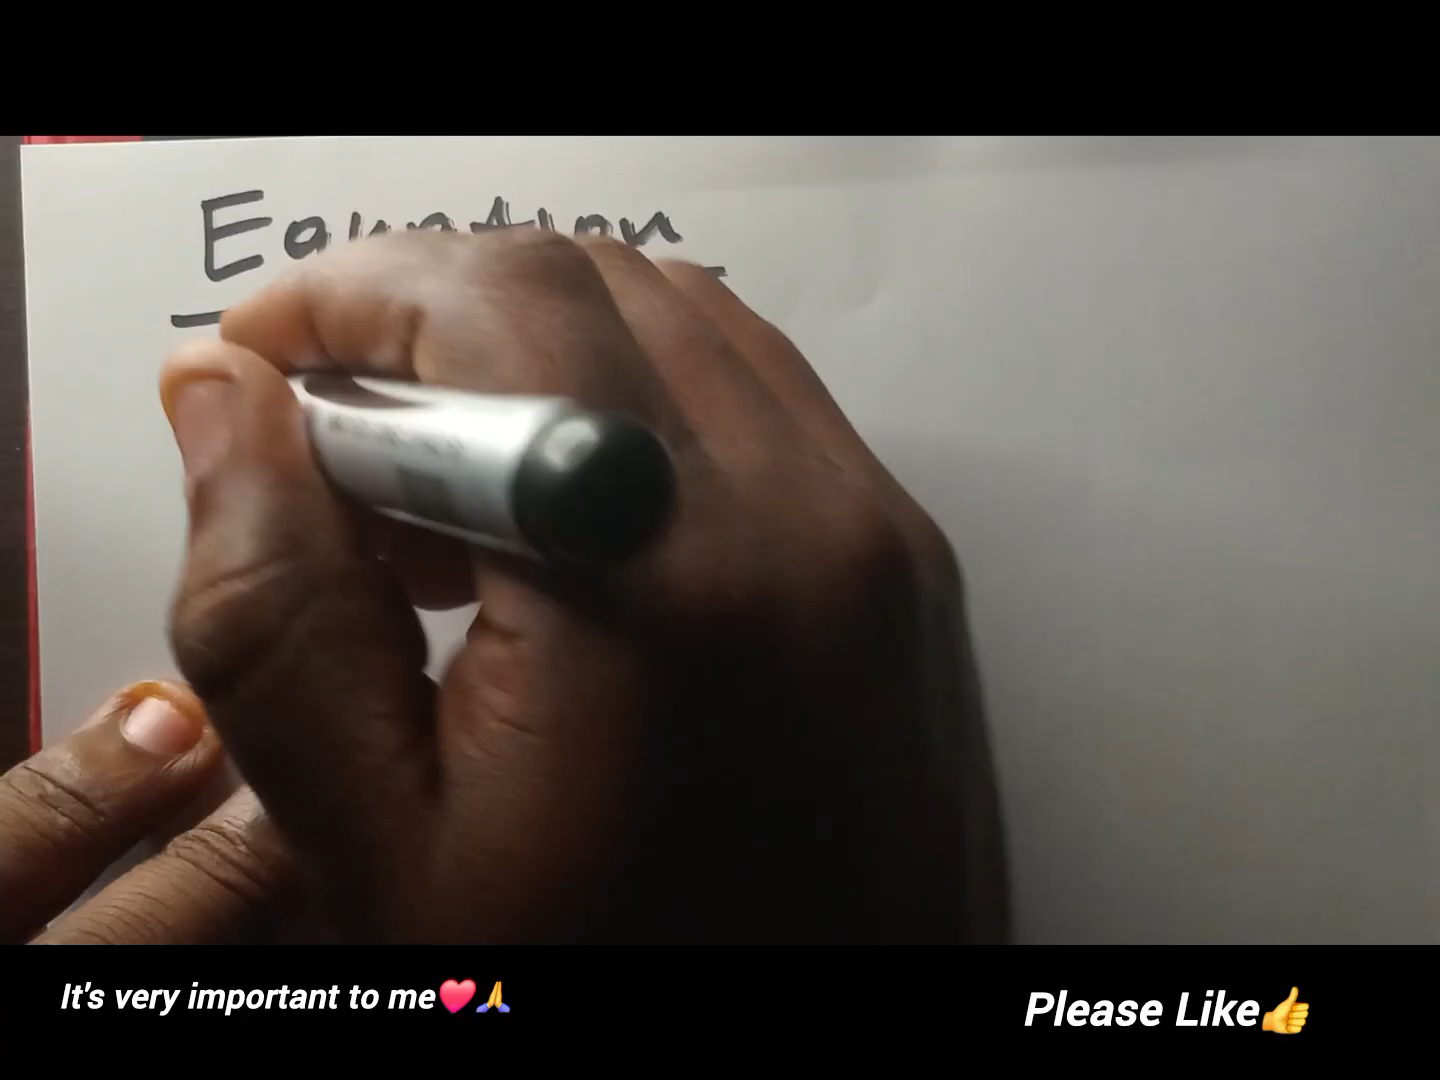 Equation
It's very important to me❤️🙏
Please Like👍